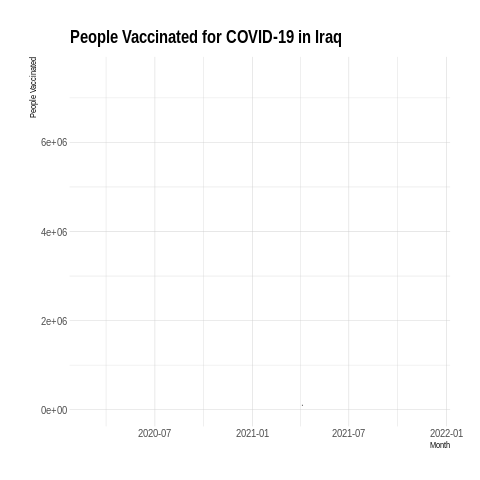 People Vaccinated for COVID-19 in Iraq
People Vaccinated
6e+06
4e+06
2e+06
0e+00
2020-07 2021-01 2021-07 2022-01
Month